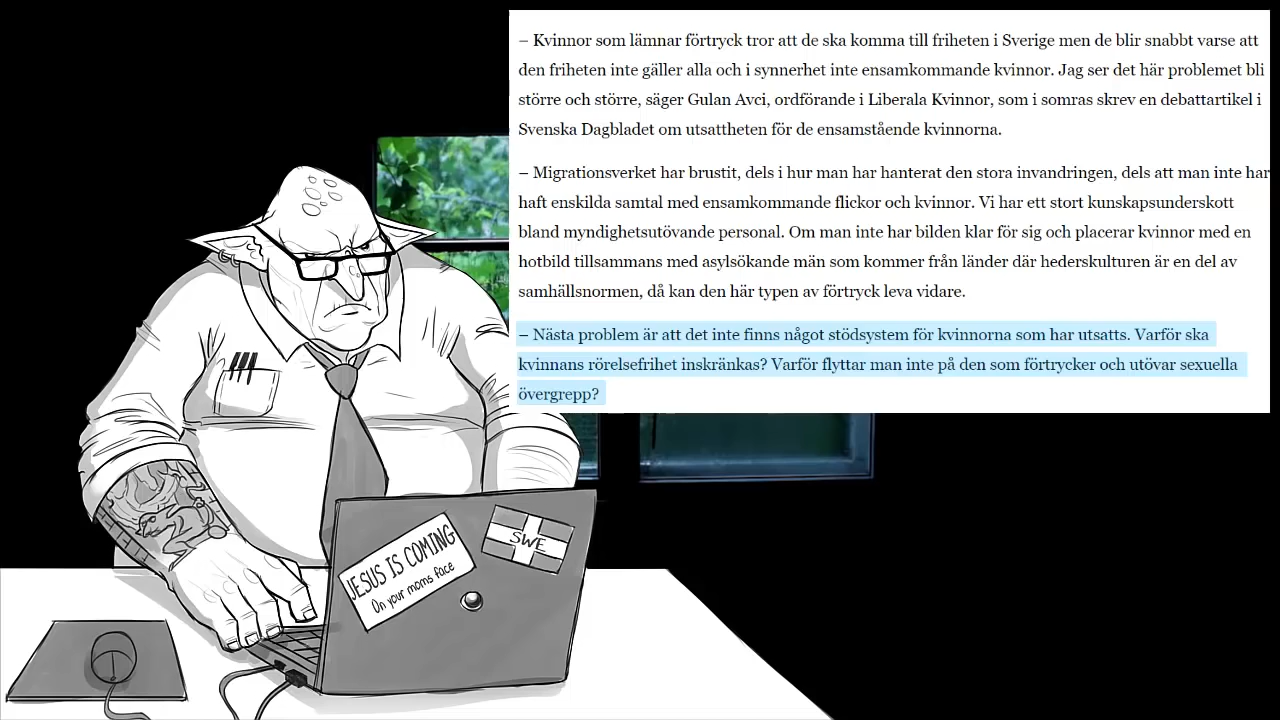 – Kvinnor som lämnar förtryck tror att de ska komma till friheten i Sverige men de blir snabbt varse att
den friheten inte gäller alla och i synnerhet inte ensamkommande kvinnor. Jag ser det här problemet bli
större och större, säger Gulan Avci, ordförande i Liberala Kvinnor, som i somras skrev en debattartikel i
Svenska Dagbladet om utsattheten för de ensamstående kvinnorna.
– Migrationsverket har brustit, dels i hur man har hanterat den stora invandringen, dels att man inte har
haft enskilda samtal med ensamkommande flickor och kvinnor. Vi har ett stort kunskapsunderskott
bland myndighetsutövande personal. Om man inte har bilden klar för sig och placerar kvinnor med en
hotbild tillsammans med asylsökande män som kommer från länder där hederskulturen är en del av
samhällsnormen, då kan den här typen av förtryck leva vidare.
– Nästa problem är att det inte finns något stödsystem för kvinnorna som har utsatts. Varför ska
kvinnans rörelsefrihet inskränkas? Varför flyttar man inte på den som förtrycker och utövar sexuella
övergrepp?
JESUS IS COMING
On your moms face
SWE